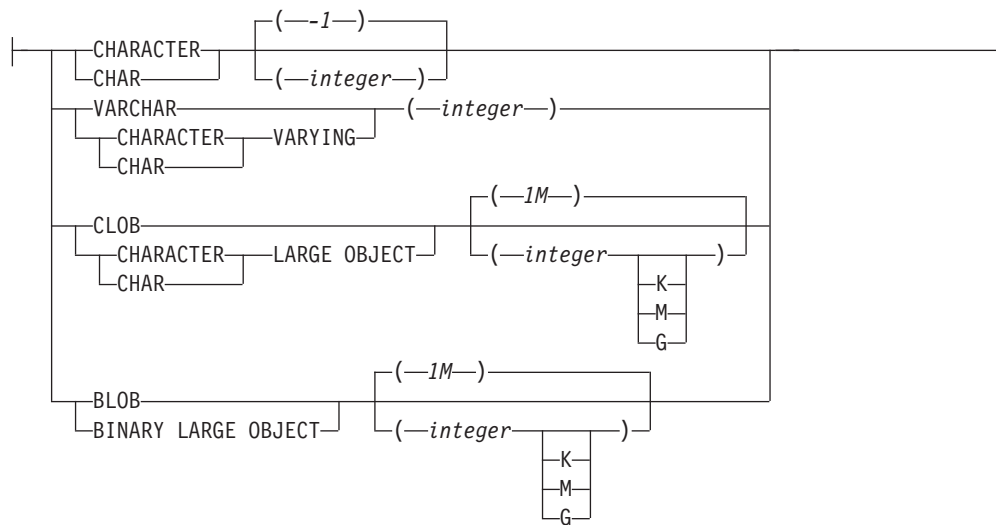 ( -1 )
CHARACTER
CHAR ( integer )
VARCHAR ( integer )
CHARACTER VARYING
CHAR
( 1M )
CLOB
CHARACTER LARGE OBJECT ( integer )
CHAR K
M
G
( 1M )
BLOB
BINARY LARGE OBJECT ( integer )
K
M
G